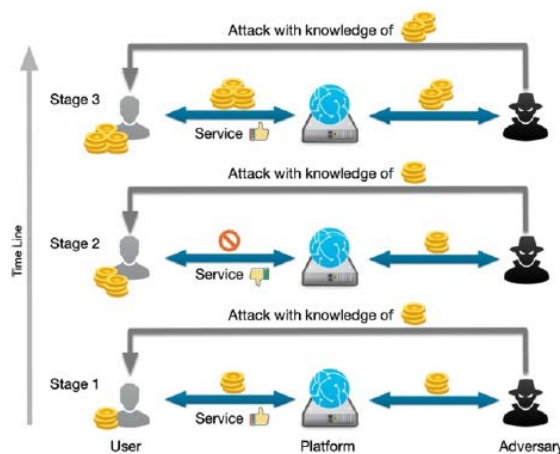 Attack with knowledge of
Stage 3
Service
Attack with knowledge of
Stage 2
Service
Attack with knowledge of
Stage 1
Service
User
Platform
Adversary
Time Line